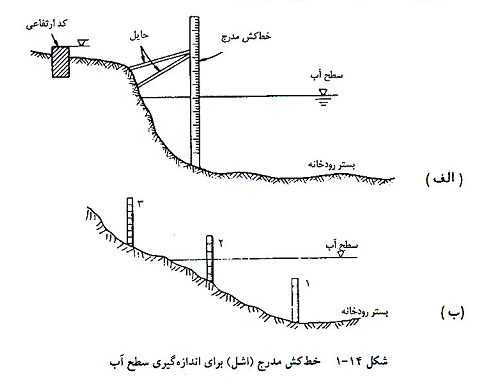 کد ارتفاعی
حایل
خط‌کش مدرج
سطح آب
بستر رودخانه
(الف)
۳
۲
سطح آب
۱
بستر رودخانه
(ب)
شکل ۱۴-۱ خط‌کش مدرج (اشل) برای اندازه‌گیری سطح آب